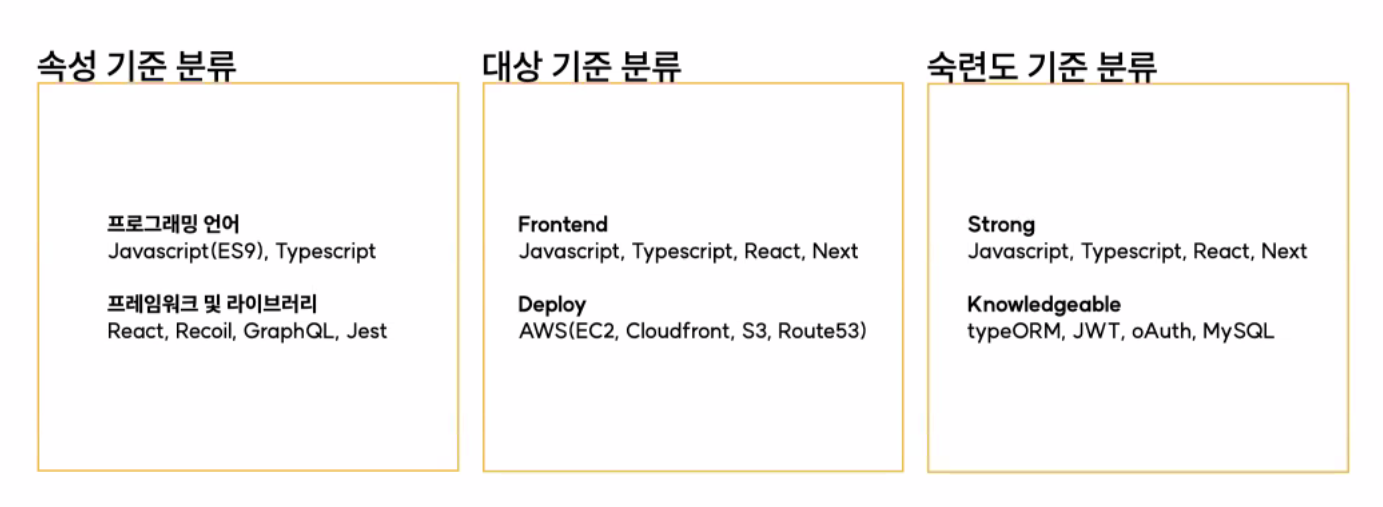 속성 기준 분류
프로그래밍 언어
Javascript(ES9), Typescript
프레임워크 및 라이브러리
React, Recoil, GraphQL, Jest
대상 기준 분류
Frontend
Javascript, Typescript, React, Next
Deploy
AWS(EC2, Cloudfront, S3, Route53)
숙련도 기준 분류
Strong
Javascript, Typescript, React, Next
Knowledgeable
typeORM, JWT, oAuth, MySQL